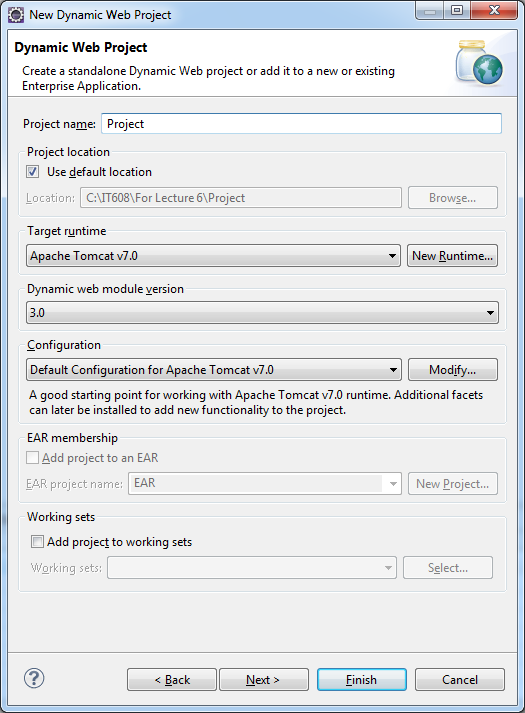 New Dynamic Web Project
Dynamic Web Project
Create a standalone Dynamic Web project or add it to a new or existing
Enterprise Application.
Project name: Project
Project location
Use default location
Location: C:\IT608\For Lecture 6\Project Browse...
Target runtime
Apache Tomcat v7.0 New Runtime...
Dynamic web module version
3.0
Configuration
Default Configuration for Apache Tomcat v7.0 Modify...
A good starting point for working with Apache Tomcat v7.0 runtime. Additional facets
can later be installed to add new functionality to the project.
EAR membership
Add project to an EAR
EAR project name: EAR New Project...
Working sets
Add project to working sets
Working sets: Select...
? < Back Next > Finish Cancel